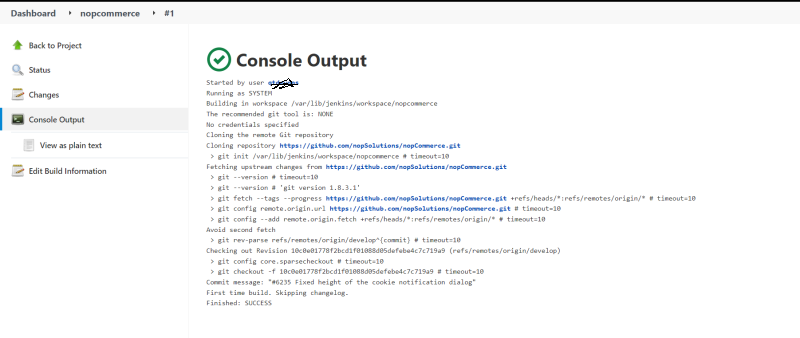 Dashboard nopcommerce #1
Back to Project
Status
Changes
Console Output
View as plain text
Edit Build Information
Console Output
Started by user
Running as SYSTEM
Building in workspace /var/lib/jenkins/workspace/nopcommerce
The recommended git tool is: NONE
No credentials specified
Cloning the remote Git repository
Cloning repository https://github.com/nopSolutions/nopCommerce.git
> git init /var/lib/jenkins/workspace/nopcommerce # timeout=10
Fetching upstream changes from https://github.com/nopSolutions/nopCommerce.git
> git --version # timeout=10
> git --version # 'git version 1.8.3.1'
> git fetch --tags --progress https://github.com/nopSolutions/nopCommerce.git +refs/heads/*:refs/remotes/origin/* # timeout=10
> git config remote.origin.url https://github.com/nopSolutions/nopCommerce.git # timeout=10
> git config --add remote.origin.fetch +refs/heads/*:refs/remotes/origin/* # timeout=10
Avoid second fetch
> git rev-parse refs/remotes/origin/develop^{commit} # timeout=10
Checking out Revision 10c0e01778f2bcd1f01088d05defebe4c7c719a9 (refs/remotes/origin/develop)
> git config core.sparsecheckout # timeout=10
> git checkout -f 10c0e01778f2bcd1f01088d05defebe4c7c719a9 # timeout=10
Commit message: "#6235 Fixed height of the cookie notification dialog"
First time build. Skipping changelog.
Finished: SUCCESS